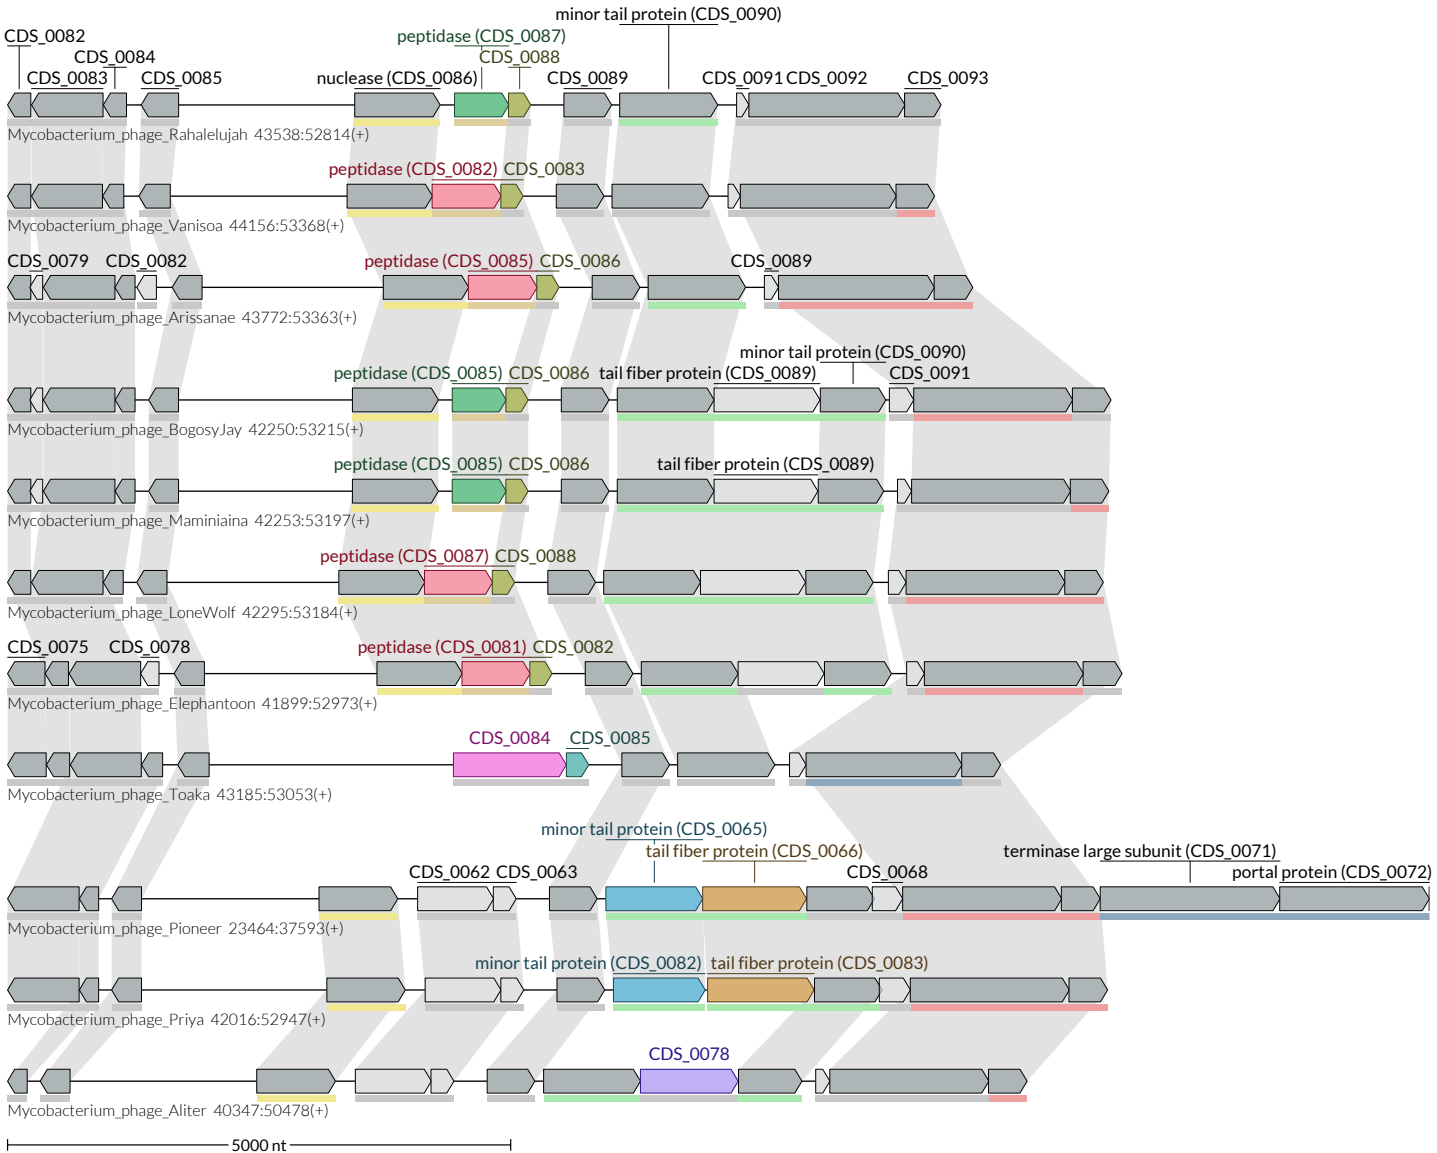 minor tail protein (CDS_0090)
CDS_0082 peptidase (CDS_0087)
CDS_0084 CDS_0088
CDS_0083 CDS_0085 nuclease (CDS_0086) CDS_0089 CDS_0091 CDS_0092 CDS_0093
Mycobacterium_phage_Rahalelujah 43538:52814(+)
peptidase (CDS_0082) CDS_0083
Mycobacterium_phage_Vanisoa 44156:53368(+)
CDS_0079 CDS_0082 peptidase (CDS_0085) CDS_0086 CDS_0089
Mycobacterium_phage_Arissanae 43772:53363(+)
minor tail protein (CDS_0090)
peptidase (CDS_0085) CDS_0086 tail fiber protein (CDS_0089) CDS_0091
Mycobacterium_phage_BogosyJay 42250:53215(+)
peptidase (CDS_0085) CDS_0086 tail fiber protein (CDS_0089)
Mycobacterium_phage_Maminiaina 42253:53197(+)
peptidase (CDS_0087) CDS_0088
Mycobacterium_phage_LoneWolf 42295:53184(+)
CDS_0075 CDS_0078 peptidase (CDS_0081) CDS_0082
Mycobacterium_phage_Elephantoon 41899:52973(+)
CDS_0084 CDS_0085
Mycobacterium_phage_Toaka 43185:53053(+)
minor tail protein (CDS_0065)
tail fiber protein (CDS_0066) terminase large subunit (CDS_0071)
CDS_0062 CDS_0063 CDS_0068 portal protein (CDS_0072)
Mycobacterium_phage_Pioneer 23464:37593(+)
minor tail protein (CDS_0082) tail fiber protein (CDS_0083)
Mycobacterium_phage_Priya 42016:52947(+)
CDS_0078
Mycobacterium_phage_Aliter 40347:50478(+)
5000 nt